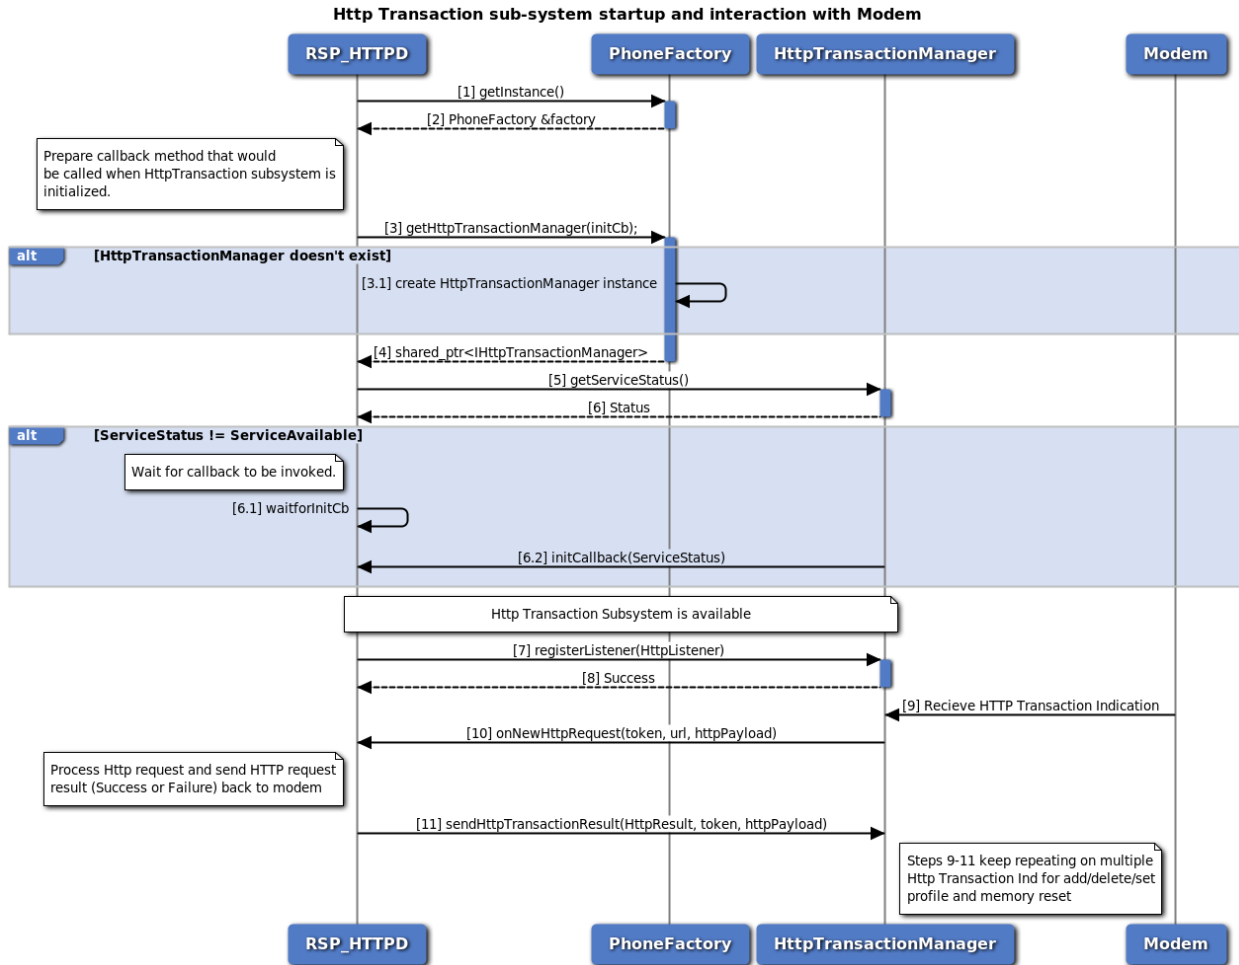 Http Transaction sub-system startup and interaction with Modem
RSP_HTTPD
PhoneFactory
HttpTransactionManager
Modem
[1] getInstance()
[2] PhoneFactory &factory
Prepare callback method that would
be called when HttpTransaction subsystem is
initialized.
[3] getHttpTransactionManager(initCb);
alt
[HttpTransactionManager doesn't exist]
[3.1] create HttpTransactionManager instance
[4] shared_ptr<IHttpTransactionManager>
[5] getServiceStatus()
[6] Status
alt
[ServiceStatus != ServiceAvailable]
Wait for callback to be invoked.
[6.1] waitforInitCb
[6.2] initCallback(ServiceStatus)
Http Transaction Subsystem is available
[7] registerListener(HttpListener)
[8] Success
[9] Recieve HTTP Transaction Indication
[10] onNewHttpRequest(token, url, httpPayload)
Process Http request and send HTTP request
result (Success or Failure) back to modem
[11] sendHttpTransactionResult(HttpResult, token, httpPayload)
Steps 9-11 keep repeating on multiple
Http Transaction Ind for add/delete/set
profile and memory reset
RSP_HTTPD
PhoneFactory
HttpTransactionManager
Modem